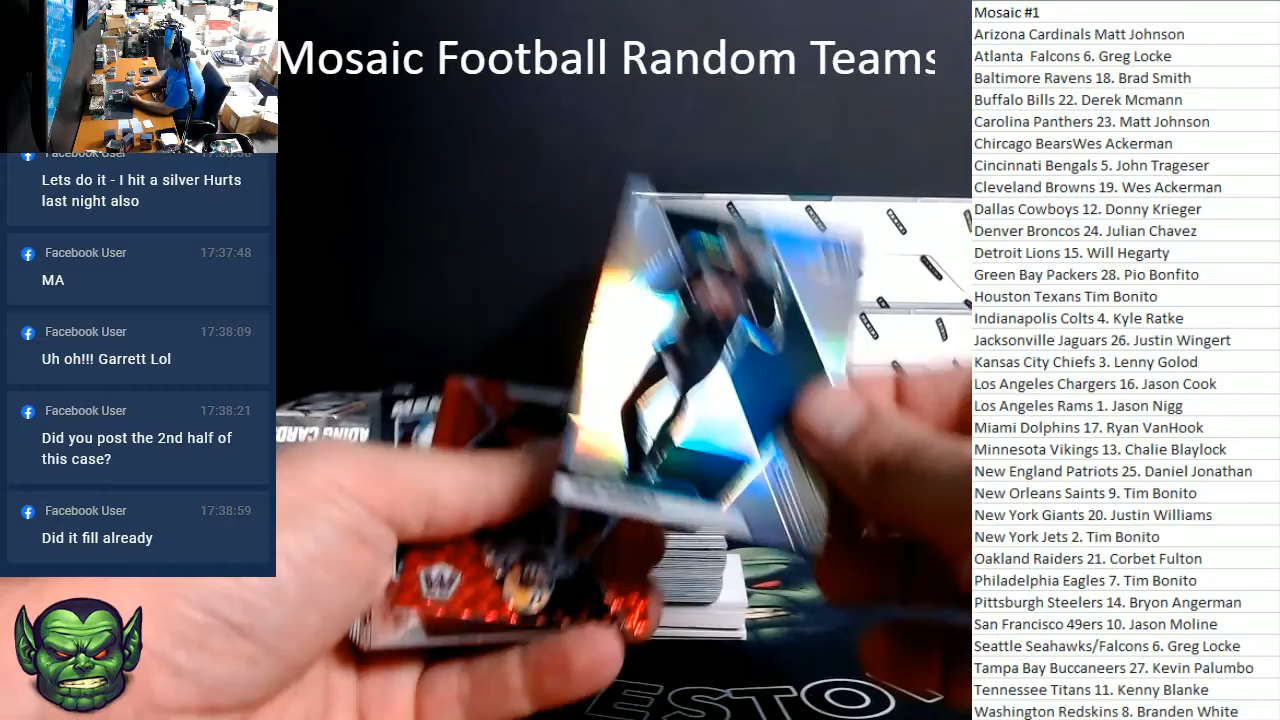 Mosaic Football Random Teams
Facebook User 17:36:58
Lets do it - I hit a silver Hurts
last night also
Facebook User 17:37:48
MA
Facebook User 17:38:09
Uh oh!!! Garrett Lol
Facebook User 17:38:21
Did you post the 2nd half of
this case?
Facebook User 17:38:59
Did it fill already
ADING CARDS
ESTO
Mosaic #1
Arizona Cardinals Matt Johnson
Atlanta  Falcons 6. Greg Locke
Baltimore Ravens 18. Brad Smith
Buffalo Bills 22. Derek Mcmann
Carolina Panthers 23. Matt Johnson
Chircago BearsWes Ackerman
Cincinnati Bengals 5. John Trageser
Cleveland Browns 19. Wes Ackerman
Dallas Cowboys 12. Donny Krieger
Denver Broncos 24. Julian Chavez
Detroit Lions 15. Will Hegarty
Green Bay Packers 28. Pio Bonfito
Houston Texans Tim Bonito
Indianapolis Colts 4. Kyle Ratke
Jacksonville Jaguars 26. Justin Wingert
Kansas City Chiefs 3. Lenny Golod
Los Angeles Chargers 16. Jason Cook
Los Angeles Rams 1. Jason Nigg
Miami Dolphins 17. Ryan VanHook
Minnesota Vikings 13. Chalie Blaylock
New England Patriots 25. Daniel Jonathan
New Orleans Saints 9. Tim Bonito
New York Giants 20. Justin Williams
New York Jets 2. Tim Bonito
Oakland Raiders 21. Corbet Fulton
Philadelphia Eagles 7. Tim Bonito
Pittsburgh Steelers 14. Bryon Angerman
San Francisco 49ers 10. Jason Moline
Seattle Seahawks/Falcons 6. Greg Locke
Tampa Bay Buccaneers 27. Kevin Palumbo
Tennessee Titans 11. Kenny Blanke
Washington Redskins 8. Branden White